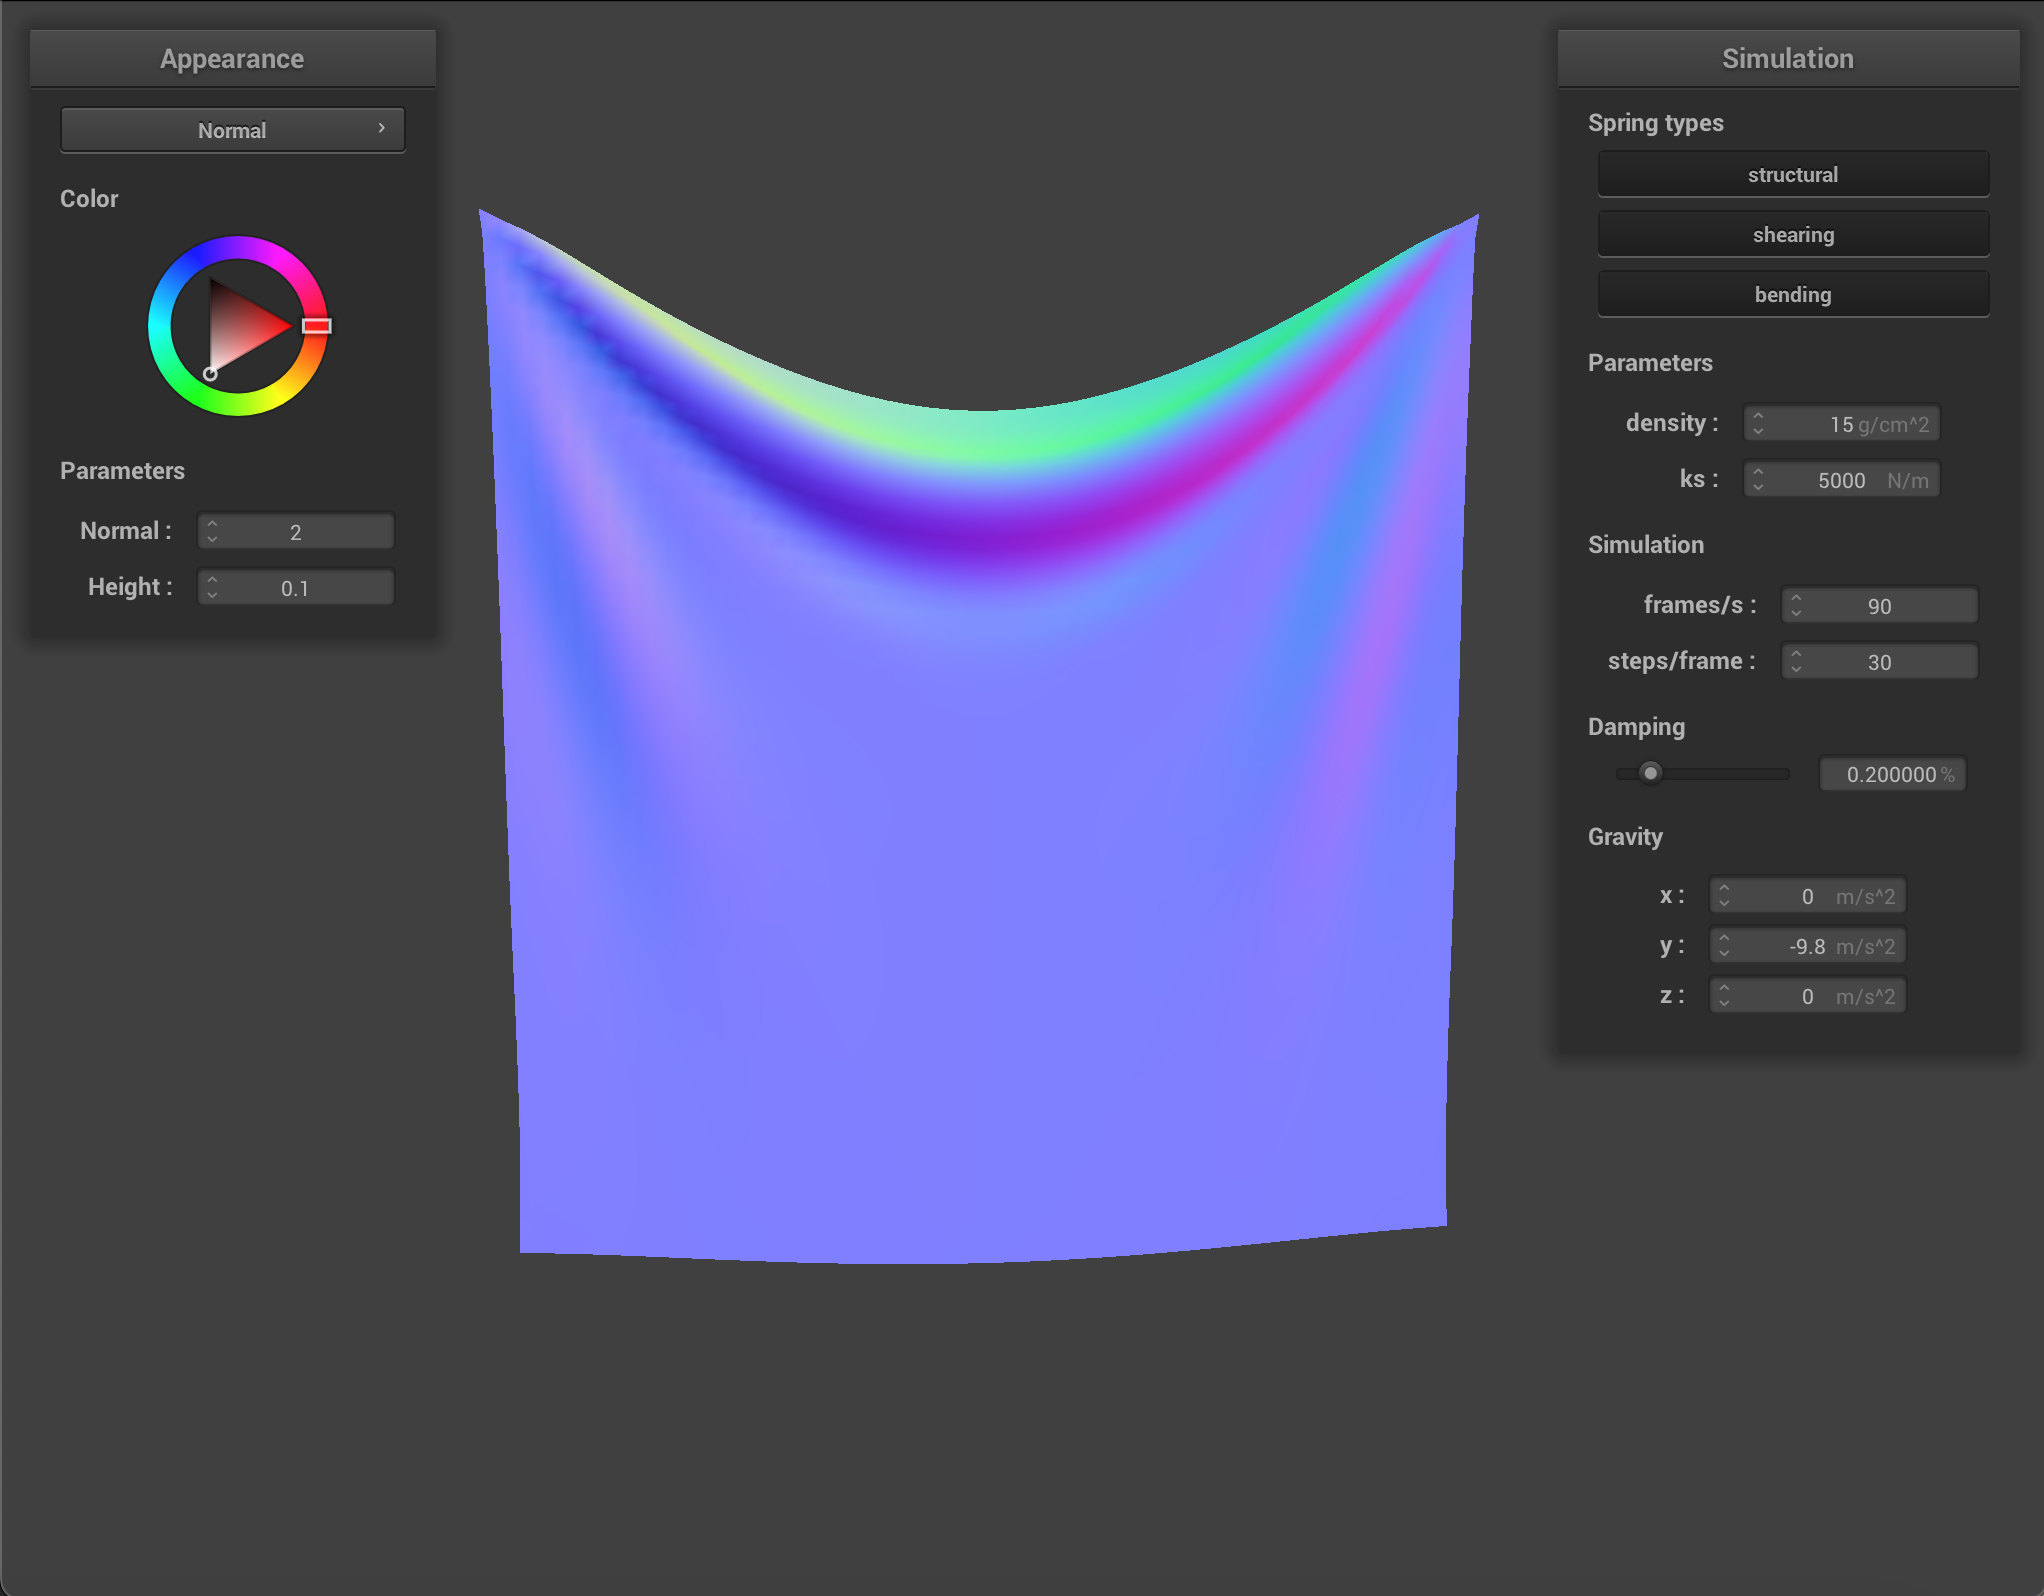 Appearance
Normal
Color
Parameters
Normal : 2
Height : 0.1
Simulation
Spring types
structural
shearing
bending
Parameters
density : 15 g/cm^2
ks : 5000 N/m
Simulation
frames/s : 90
steps/frame : 30
Damping
0.200000 %
Gravity
x : 0 m/s^2
y : -9.8 m/s^2
z : 0 m/s^2